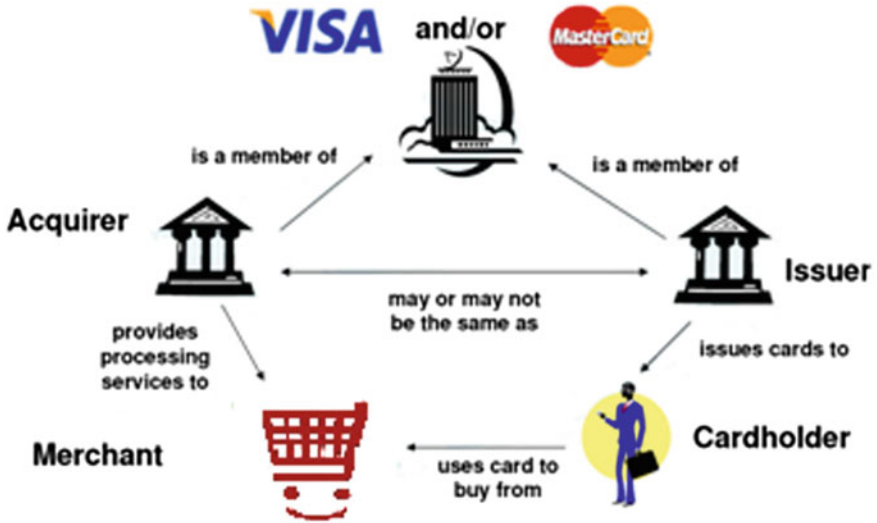 VISA
and/or
MasterCard
is a member of
is a member of
Acquirer
Issuer
may or may not
be the same as
provides
processing
services to
issues cards to
Merchant
Cardholder
uses card to
buy from